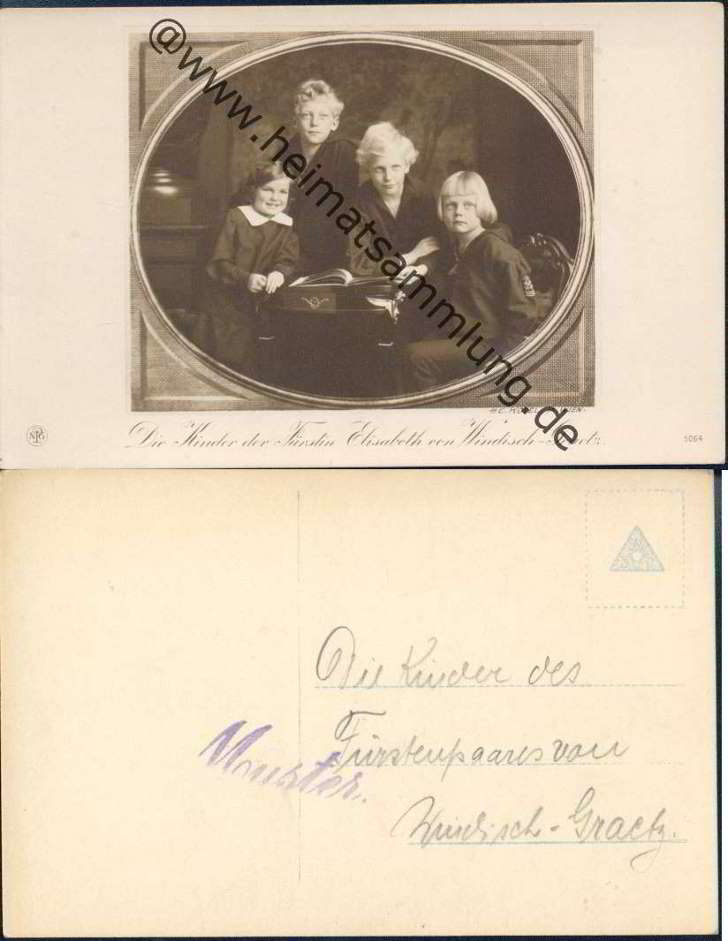 @www.heimatsammlung.de
NPG
Die Kinder der Fürstin Elisabeth von Windisch-
5064
Die Kinder des
Fürstenpaares von
Muster.
Windisch-Graetz.